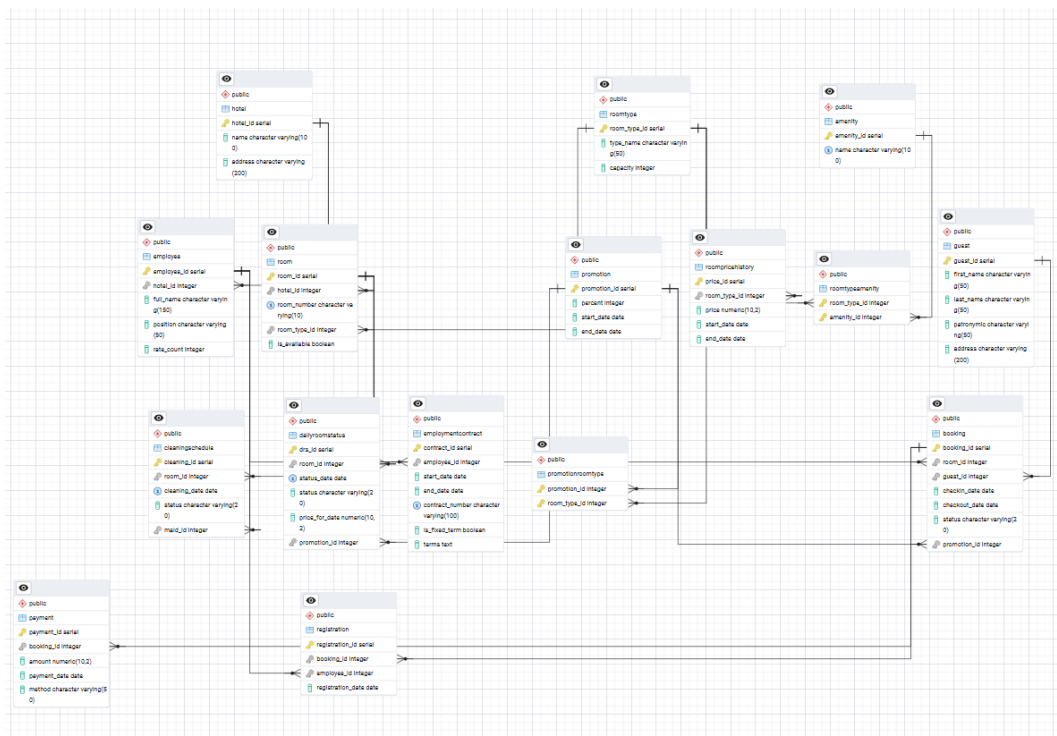 public
hotel
hotel_id serial
name character varying(10
0)
address character varying
(200)
public
roomtype
room_type_id serial
type_name character varyin
g(50)
capacity integer
public
amenity
amenity_id serial
name character varying(10
0)
public
employee
employee_id serial
hotel_id integer
full_name character varyin
g(150)
position character varying
(50)
rate_count integer
public
room
room_id serial
hotel_id integer
room_number character va
rying(10)
room_type_id integer
is_available boolean
public
promotion
promotion_id serial
percent integer
start_date date
end_date date
public
roompricehistory
price_id serial
room_type_id integer
price numeric(10,2)
start_date date
end_date date
public
roomtypeamenity
room_type_id integer
amenity_id integer
public
guest
guest_id serial
first_name character varyin
g(50)
last_name character varyin
g(50)
patronymic character varyi
ng(50)
address character varying
(200)
public
cleaningschedule
cleaning_id serial
room_id integer
cleaning_date date
status character varying(2
0)
maid_id integer
public
dailyroomstatus
drs_id serial
room_id integer
status_date date
status character varying(2
0)
price_for_date numeric(10,
2)
promotion_id integer
public
employmentcontract
contract_id serial
employee_id integer
start_date date
end_date date
contract_number character
varying(100)
is_fixed_term boolean
terms text
public
promotionroomtype
promotion_id integer
room_type_id integer
public
booking
booking_id serial
room_id integer
guest_id integer
checkin_date date
checkout_date date
status character varying(2
0)
promotion_id integer
public
payment
payment_id serial
booking_id integer
amount numeric(10,2)
payment_date date
method character varying(5
0)
public
registration
registration_id serial
booking_id integer
employee_id integer
registration_date date